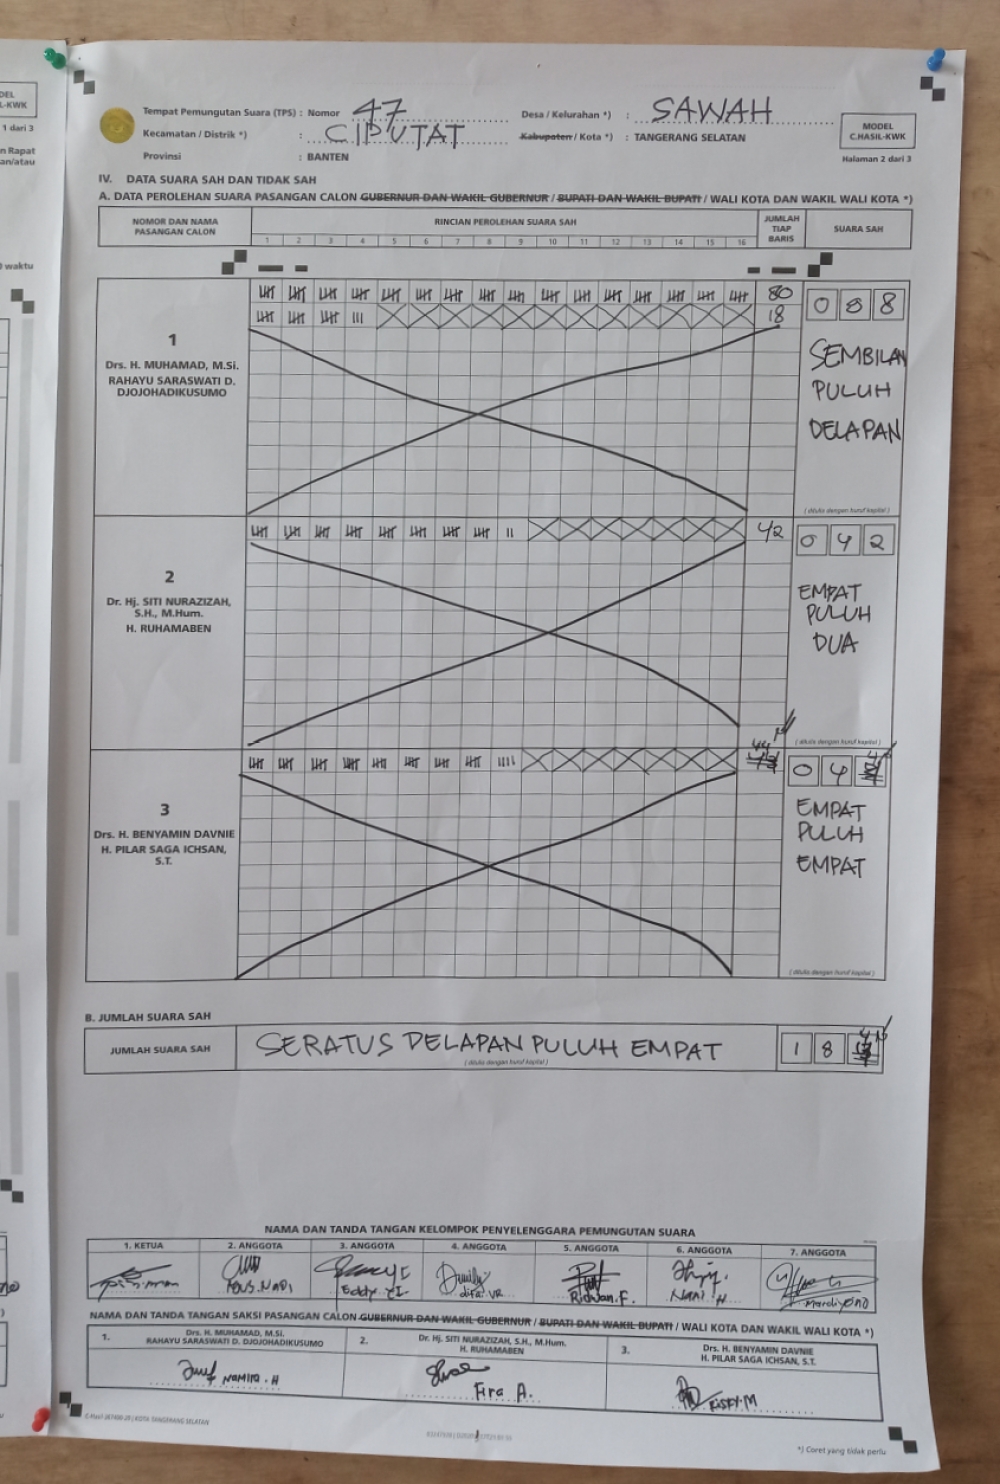 DEL
L-KWK
1 dari 3
n Rapat
an/atau
waktu
Tempat Pemungutan Suara (TPS) : Nomor 47
Desa / Kelurahan *) : SAWAH
Kecamatan / Distrik *) : CIPUTAT
Kabupaten / Kota *) : TANGERANG SELATAN
Provinsi : BANTEN
MODEL
C.HASIL-KWK
Halaman 2 dari 3
IV. DATA SUARA SAH DAN TIDAK SAH
A. DATA PEROLEHAN SUARA PASANGAN CALON GUBERNUR DAN WAKIL GUBERNUR / BUPATI DAN WAKIL BUPATI / WALI KOTA DAN WAKIL WALI KOTA *)
NOMOR DAN NAMA
PASANGAN CALON
RINCIAN PEROLEHAN SUARA SAH
JUMLAH
TIAP
BARIS
SUARA SAH
1 2 3 4 5 6 7 8 9 10 11 12 13 14 15 16
1
Drs. H. MUHAMAD, M.Si.
RAHAYU SARASWATI D.
DJOJOHADIKUSUMO
80
18
0 8
SEMBILAN
PULUH
DELAPAN
( ditulis dengan huruf kapital )
2
Dr. Hj. SITI NURAZIZAH,
S.H., M.Hum.
H. RUHAMABEN
42
0 4 2
EMPAT
PULUH
DUA
( ditulis dengan huruf kapital )
3
Drs. H. BENYAMIN DAVNIE
H. PILAR SAGA ICHSAN,
S.T.
44
0 4 4
EMPAT
PULUH
EMPAT
( ditulis dengan huruf kapital )
B. JUMLAH SUARA SAH
JUMLAH SUARA SAH
SERATUS DELAPAN PULUH EMPAT
( ditulis dengan huruf kapital )
1 8 4
NAMA DAN TANDA TANGAN KELOMPOK PENYELENGGARA PEMUNGUTAN SUARA
1. KETUA 2. ANGGOTA 3. ANGGOTA 4. ANGGOTA 5. ANGGOTA 6. ANGGOTA 7. ANGGOTA
Ridwan.F. Nani. N Mardiyono
NAMA DAN TANDA TANGAN SAKSI PASANGAN CALON GUBERNUR DAN WAKIL GUBERNUR / BUPATI DAN WAKIL BUPATI / WALI KOTA DAN WAKIL WALI KOTA *)
1. Drs. H. MUHAMAD, M.Si.
RAHAYU SARASWATI D. DJOJOHADIKUSUMO
2. Dr. Hj. SITI NURAZIZAH, S.H., M.Hum.
H. RUHAMABEN
3. Drs. H. BENYAMIN DAVNIE
H. PILAR SAGA ICHSAN, S.T.
NAMIRA . H
Fira A.
RISKY.M
*) Coret yang tidak perlu